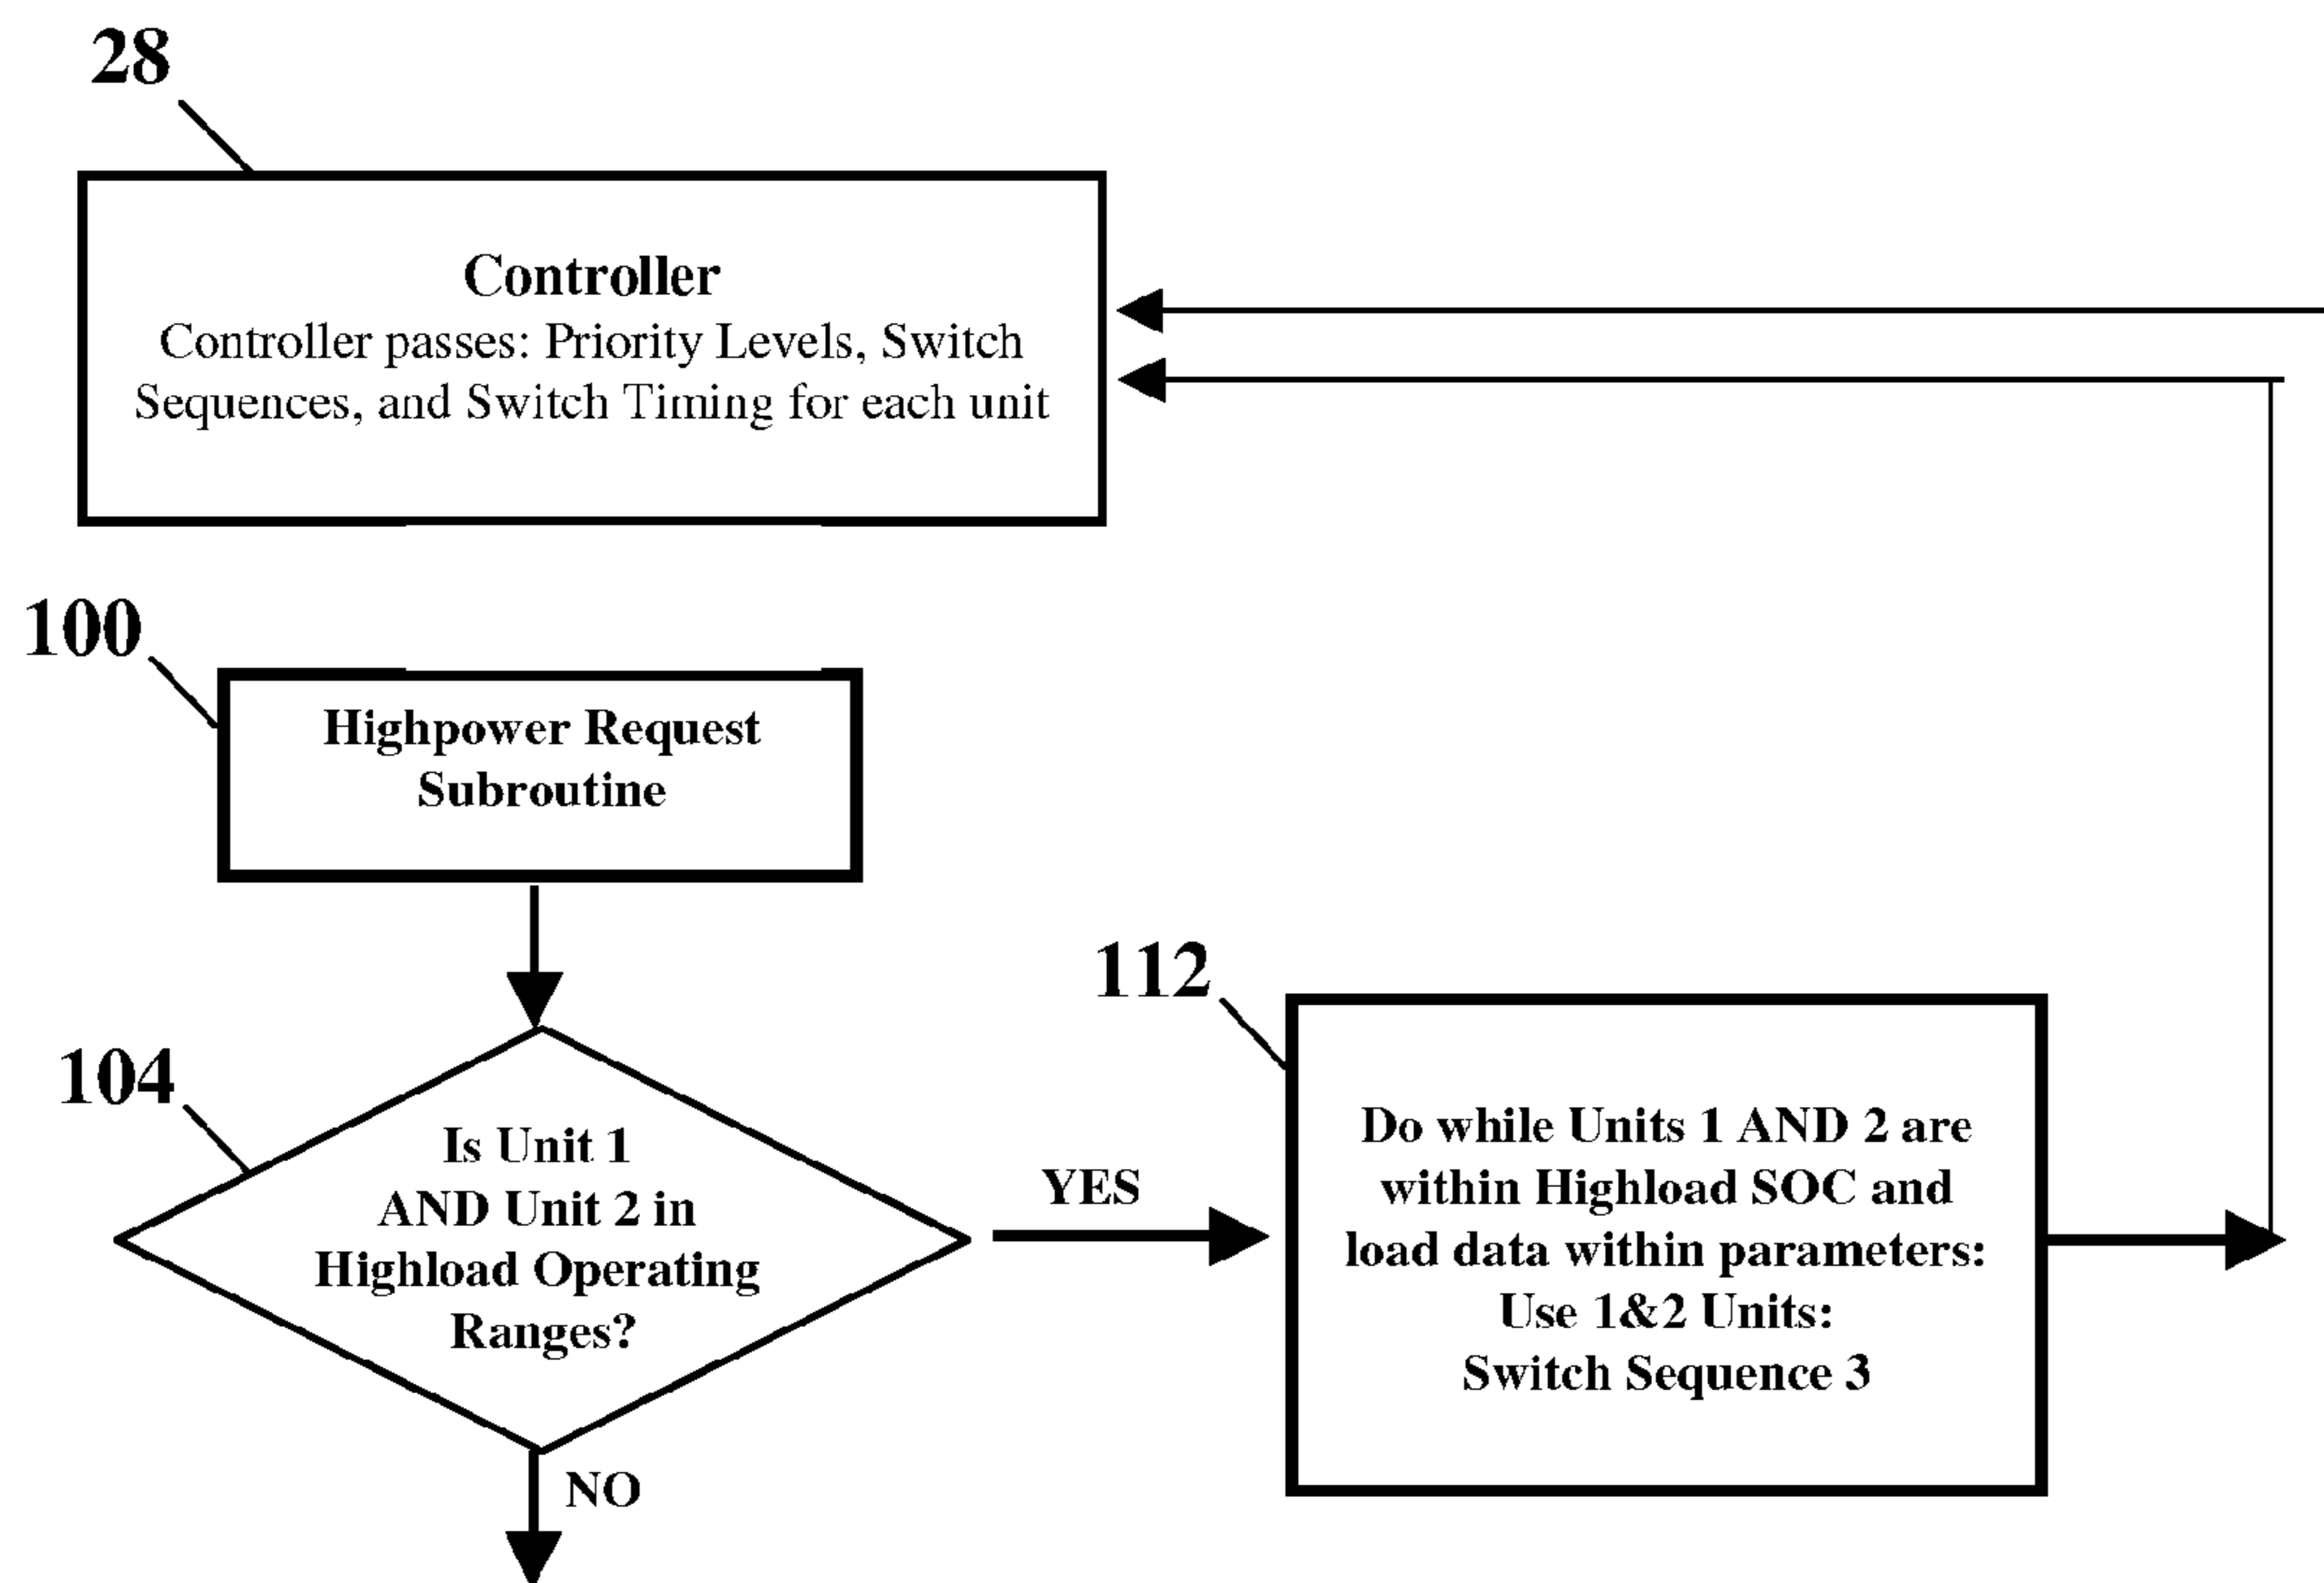 28
Controller
Controller passes: Priority Levels, Switch
Sequences, and Switch Timing for each unit
100
Highpower Request
Subroutine
104
Is Unit 1
AND Unit 2 in
Highload Operating
Ranges?
YES
NO
112
Do while Units 1 AND 2 are
within Highload SOC and
load data within parameters:
Use 1&2 Units:
Switch Sequence 3